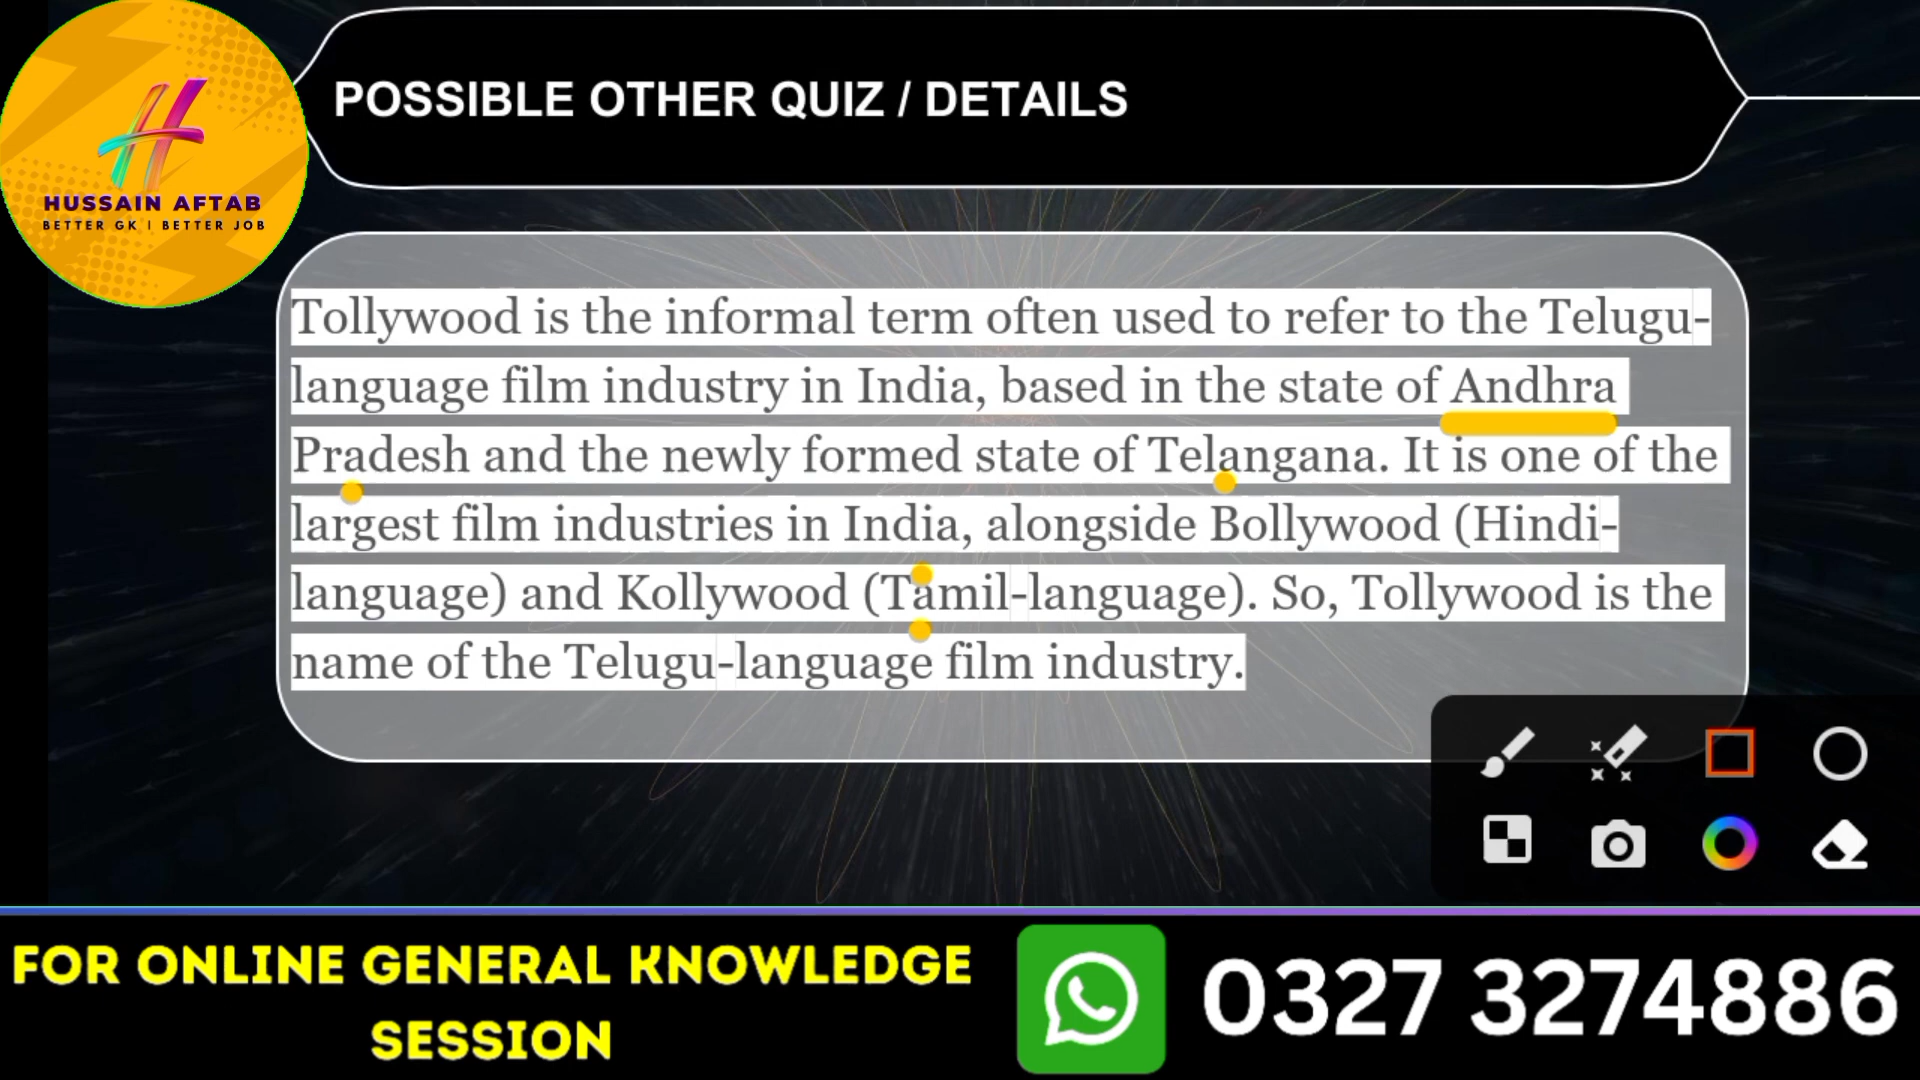 HUSSAIN AFTAB
BETTER GK | BETTER JOB
POSSIBLE OTHER QUIZ / DETAILS
Tollywood is the informal term often used to refer to the Telugu-
language film industry in India, based in the state of Andhra
Pradesh and the newly formed state of Telangana. It is one of the
largest film industries in India, alongside Bollywood (Hindi-
language) and Kollywood (Tamil-language). So, Tollywood is the
name of the Telugu-language film industry.
FOR ONLINE GENERAL KNOWLEDGE
SESSION
0327 3274886